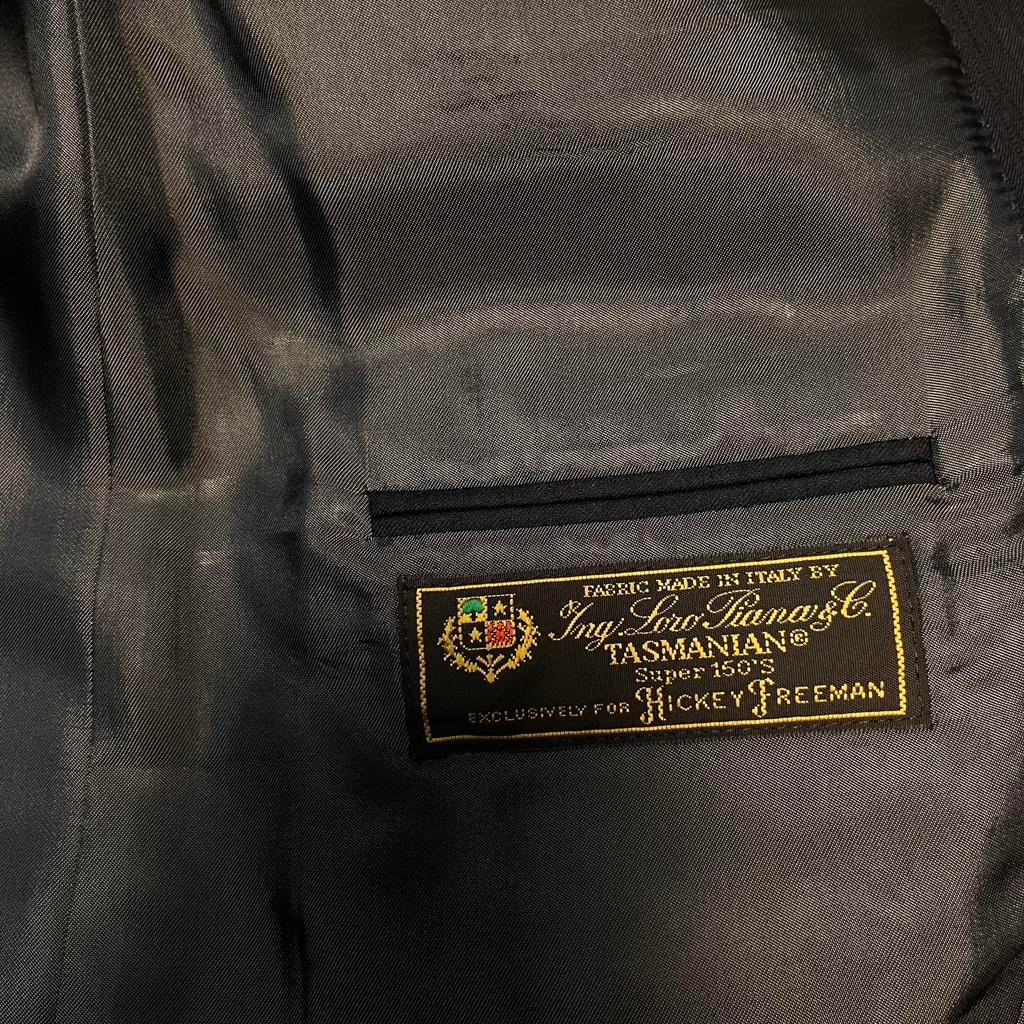 FABRIC MADE IN ITALY BY
Ing. Loro Piana & C.
TASMANIAN®
Super 150'S
EXCLUSIVELY FOR HICKEY FREEMAN